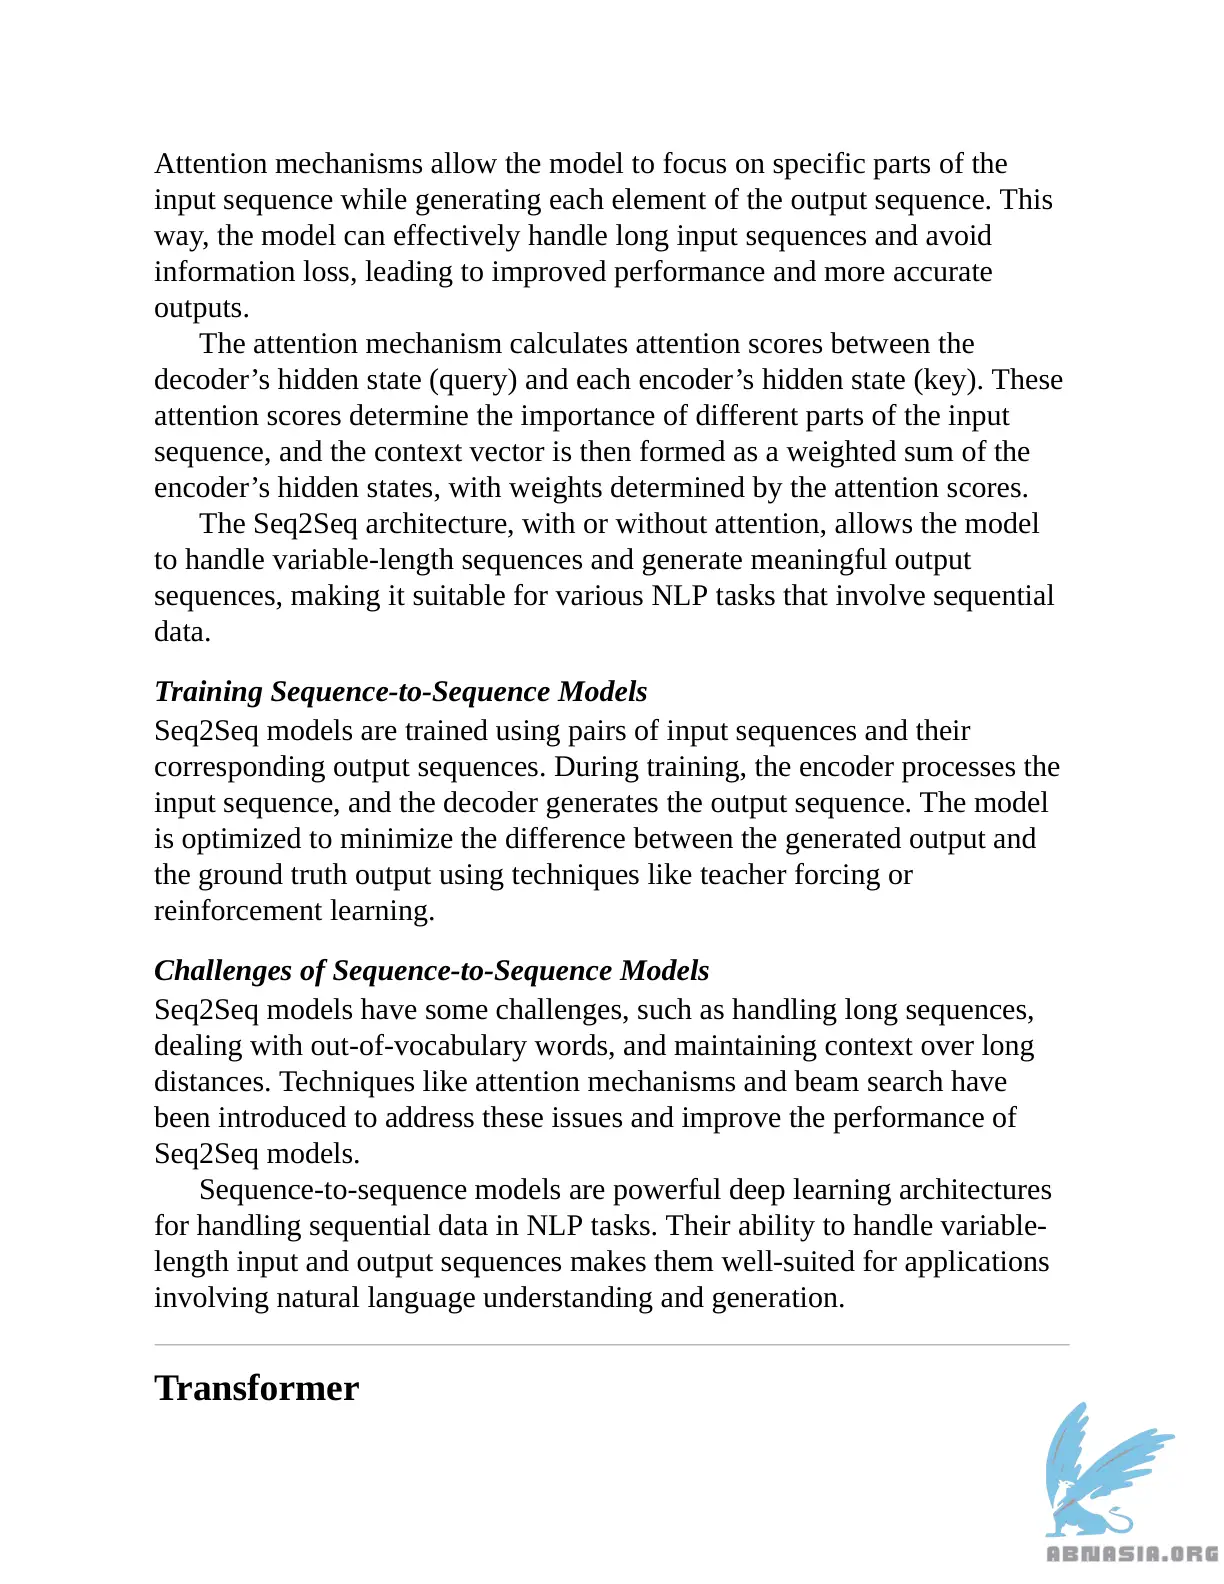 Attention mechanisms allow the model to focus on specific parts of the
input sequence while generating each element of the output sequence. This
way, the model can effectively handle long input sequences and avoid
information loss, leading to improved performance and more accurate
outputs.
The attention mechanism calculates attention scores between the
decoder’s hidden state (query) and each encoder’s hidden state (key). These
attention scores determine the importance of different parts of the input
sequence, and the context vector is then formed as a weighted sum of the
encoder’s hidden states, with weights determined by the attention scores.
The Seq2Seq architecture, with or without attention, allows the model
to handle variable-length sequences and generate meaningful output
sequences, making it suitable for various NLP tasks that involve sequential
data.
Training Sequence-to-Sequence Models
Seq2Seq models are trained using pairs of input sequences and their
corresponding output sequences. During training, the encoder processes the
input sequence, and the decoder generates the output sequence. The model
is optimized to minimize the difference between the generated output and
the ground truth output using techniques like teacher forcing or
reinforcement learning.
Challenges of Sequence-to-Sequence Models
Seq2Seq models have some challenges, such as handling long sequences,
dealing with out-of-vocabulary words, and maintaining context over long
distances. Techniques like attention mechanisms and beam search have
been introduced to address these issues and improve the performance of
Seq2Seq models.
Sequence-to-sequence models are powerful deep learning architectures
for handling sequential data in NLP tasks. Their ability to handle variable-
length input and output sequences makes them well-suited for applications
involving natural language understanding and generation.
Transformer
ABNASIA.ORG